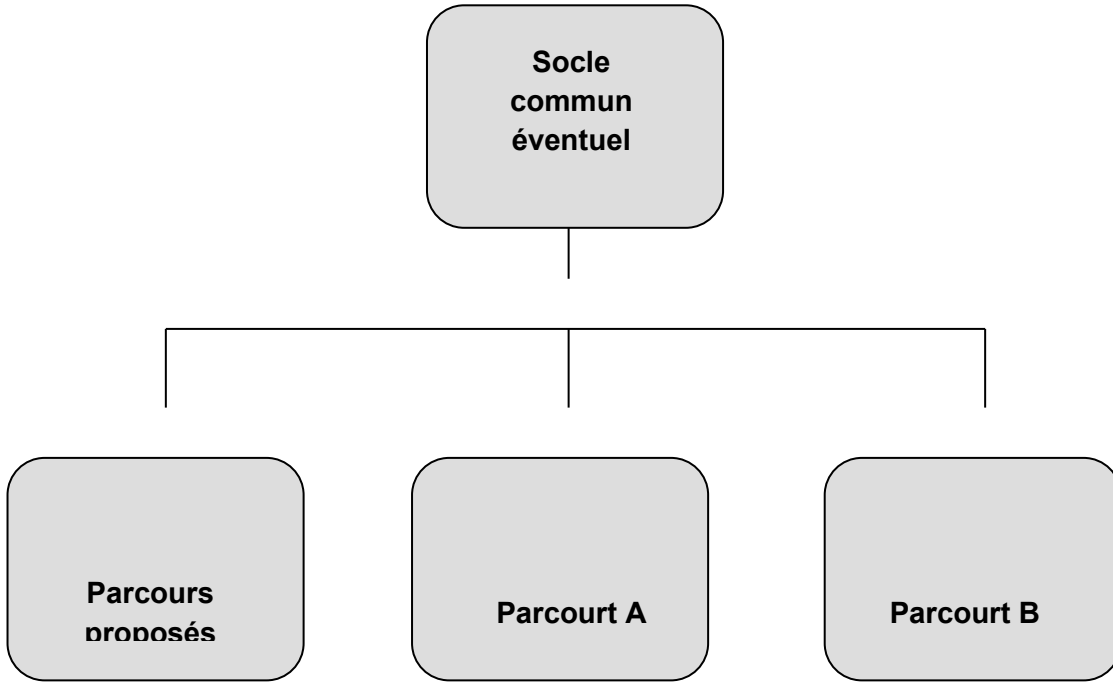 Socle
commun
éventuel
Parcours
proposés
Parcourt A
Parcourt B